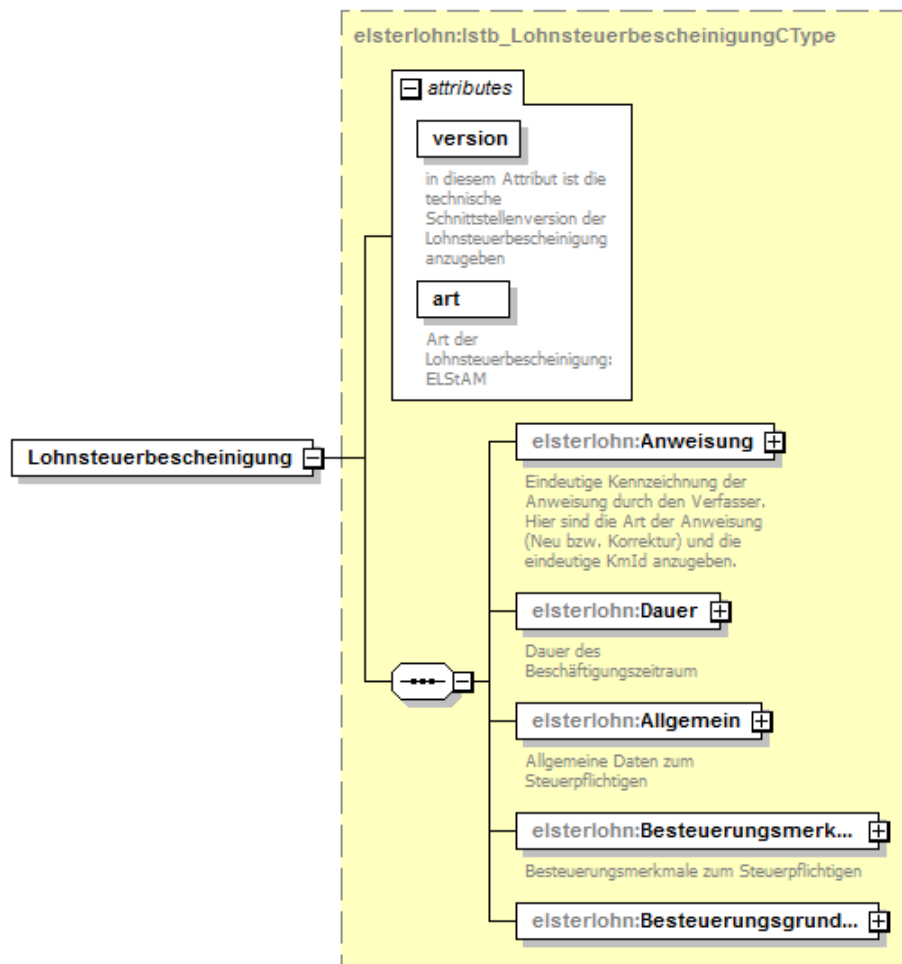 elsterlohn:lstb_LohnsteuerbescheinigungCType
attributes
version
in diesem Attribut ist die
technische
Schnittstellenversion der
Lohnsteuerbescheinigung
anzugeben
art
Art der
Lohnsteuerbescheinigung:
ELStAM
Lohnsteuerbescheinigung
elsterlohn:Anweisung
Eindeutige Kennzeichnung der
Anweisung durch den Verfasser.
Hier sind die Art der Anweisung
(Neu bzw. Korrektur) und die
eindeutige KmId anzugeben.
elsterlohn:Dauer
Dauer des
Beschäftigungszeitraum
elsterlohn:Allgemein
Allgemeine Daten zum
Steuerpflichtigen
elsterlohn:Besteuerungsmerk...
Besteuerungsmerkmale zum Steuerpflichtigen
elsterlohn:Besteuerungsgrund...